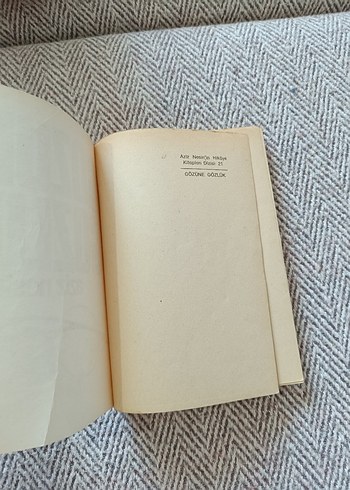 Aziz Nesin'in Hikâye
Kitapları Dizisi: 21
GÖZÜNE GÖZLÜK